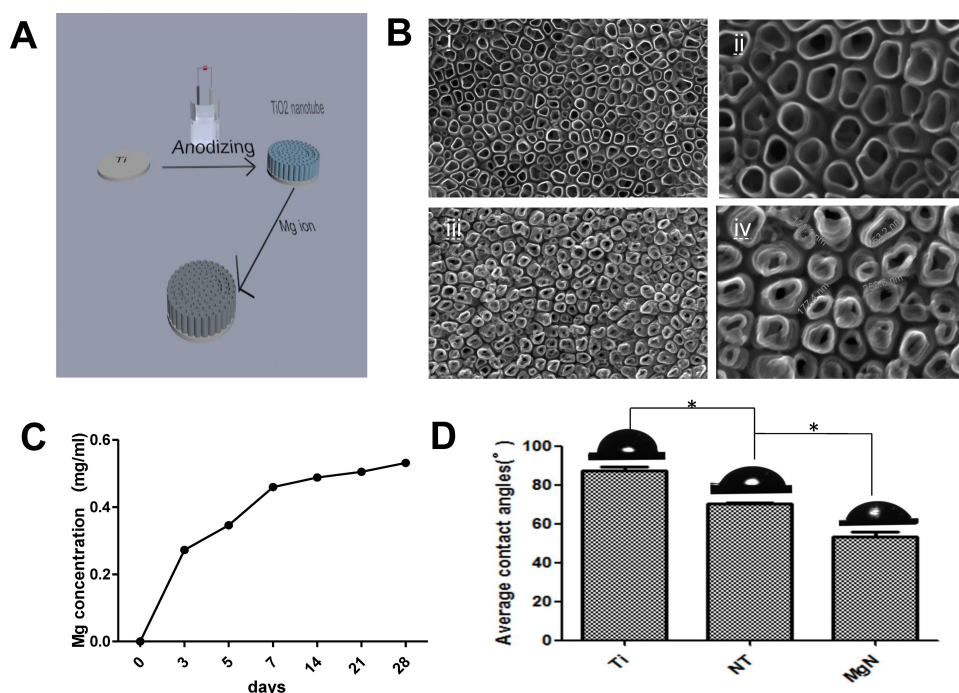 A
Ti
Anodizing
TiO2 nanotube
Mg ion
B
i
ii
iii
iv
C
Mg concentration (mg/ml)
0.6
0.4
0.2
0.0
0 3 5 7 14 21 28
days
D
Average contact angles(°)
100
80
60
40
20
0
* *
Ti NT MgN